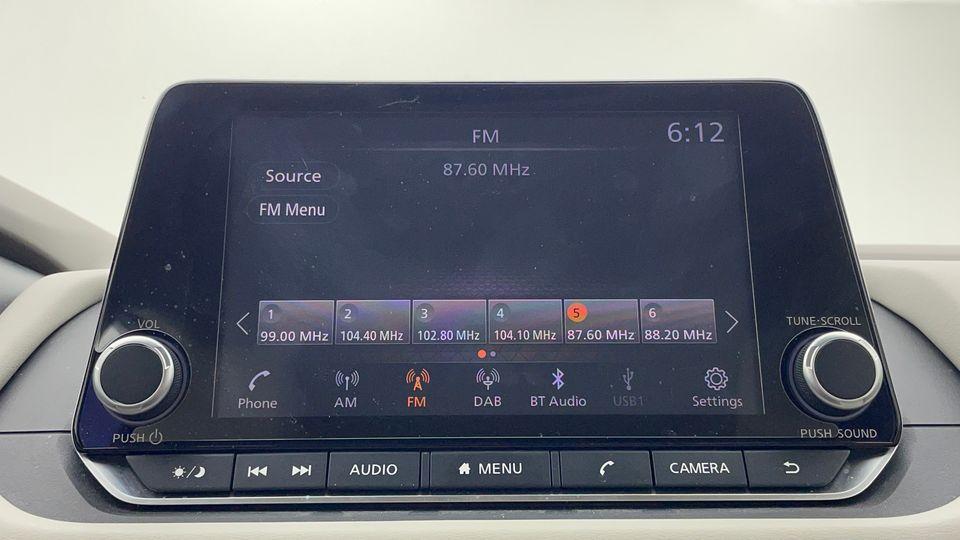 FM
6:12
87.60 MHz
Source
FM Menu
1 2 3 4 5 6
99.00 MHz 104.40 MHz 102.80 MHz 104.10 MHz 87.60 MHz 88.20 MHz
VOL
TUNE·SCROLL
Phone AM FM DAB BT Audio USB1 Settings
PUSH
PUSH SOUND
AUDIO MENU CAMERA